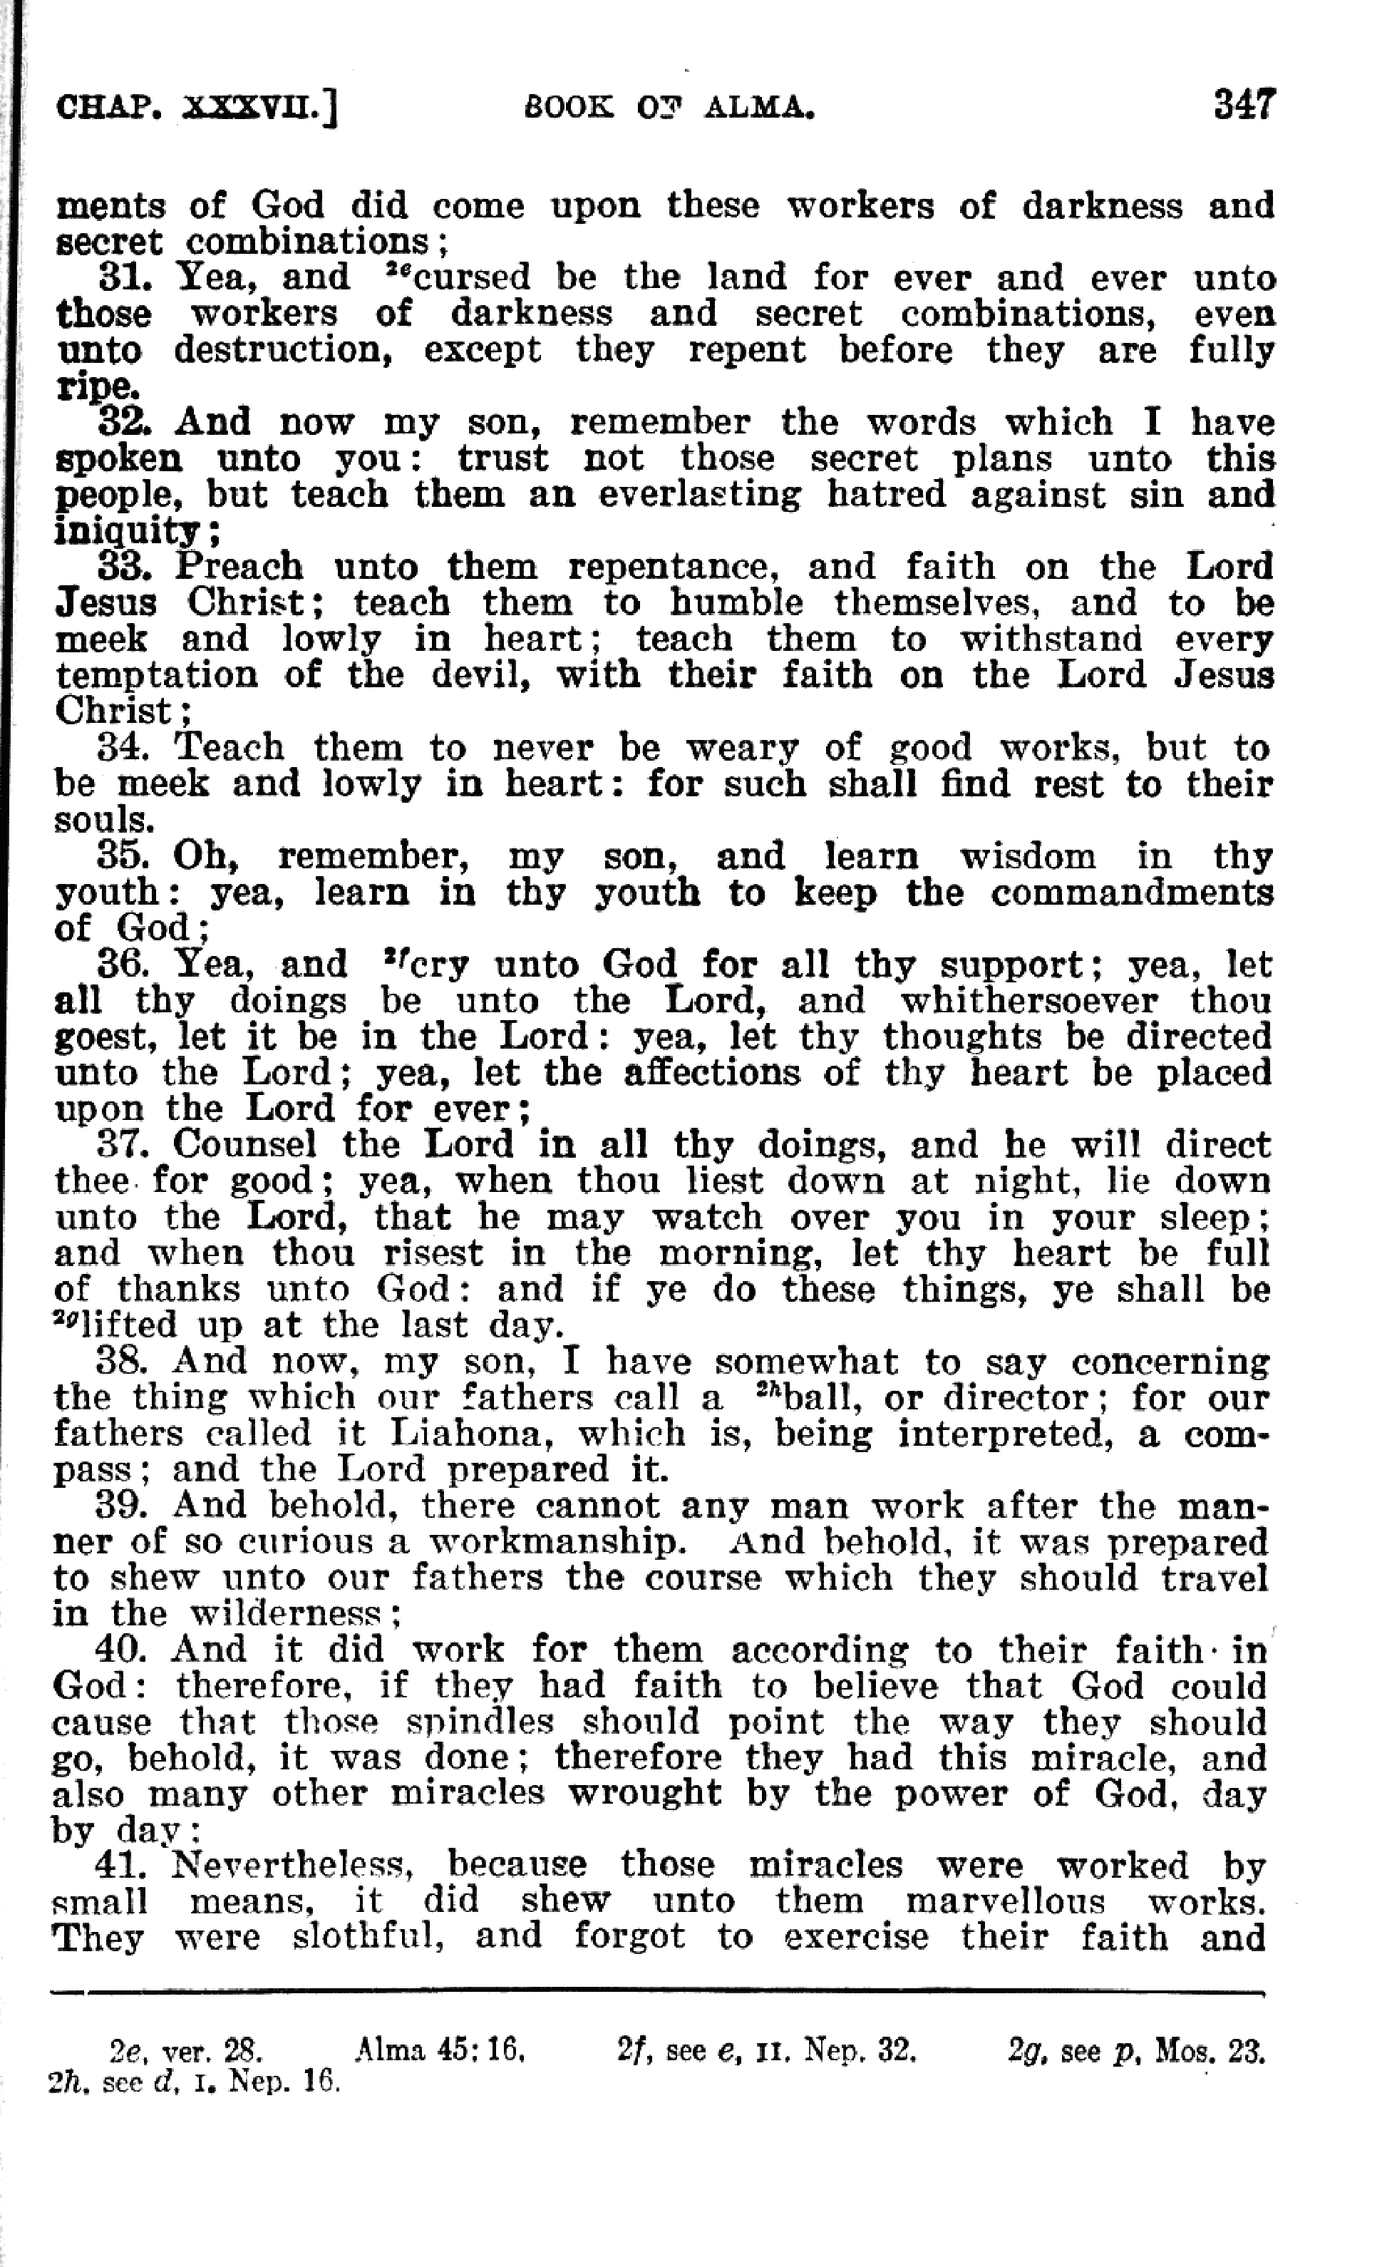 CHAP. XXXVII.] BOOK OF ALMA. 347
ments of God did come upon these workers of darkness and
secret combinations;
31. Yea, and 2ecursed be the land for ever and ever unto
those workers of darkness and secret combinations, even
unto destruction, except they repent before they are fully
ripe.
32. And now my son, remember the words which I have
spoken unto you: trust not those secret plans unto this
people, but teach them an everlasting hatred against sin and
iniquity;
33. Preach unto them repentance, and faith on the Lord
Jesus Christ; teach them to humble themselves, and to be
meek and lowly in heart; teach them to withstand every
temptation of the devil, with their faith on the Lord Jesus
Christ;
34. Teach them to never be weary of good works, but to
be meek and lowly in heart: for such shall find rest to their
souls.
35. Oh, remember, my son, and learn wisdom in thy
youth: yea, learn in thy youth to keep the commandments
of God;
36. Yea, and 2fcry unto God for all thy support; yea, let
all thy doings be unto the Lord, and whithersoever thou
goest, let it be in the Lord: yea, let thy thoughts be directed
unto the Lord; yea, let the affections of thy heart be placed
upon the Lord for ever;
37. Counsel the Lord in all thy doings, and he will direct
thee for good; yea, when thou liest down at night, lie down
unto the Lord, that he may watch over you in your sleep;
and when thou risest in the morning, let thy heart be full
of thanks unto God: and if ye do these things, ye shall be
2glifted up at the last day.
38. And now, my son, I have somewhat to say concerning
the thing which our fathers call a 2hball, or director; for our
fathers called it Liahona, which is, being interpreted, a com-
pass; and the Lord prepared it.
39. And behold, there cannot any man work after the man-
ner of so curious a workmanship. And behold, it was prepared
to shew unto our fathers the course which they should travel
in the wilderness;
40. And it did work for them according to their faith in
God: therefore, if they had faith to believe that God could
cause that those spindles should point the way they should
go, behold, it was done; therefore they had this miracle, and
also many other miracles wrought by the power of God, day
by day:
41. Nevertheless, because those miracles were worked by
small means, it did shew unto them marvellous works.
They were slothful, and forgot to exercise their faith and
2e, ver. 28. Alma 45:16. 2f, see e, II. Nep. 32. 2g, see p, Mos. 23.
2h, see d, I. Nep. 16.